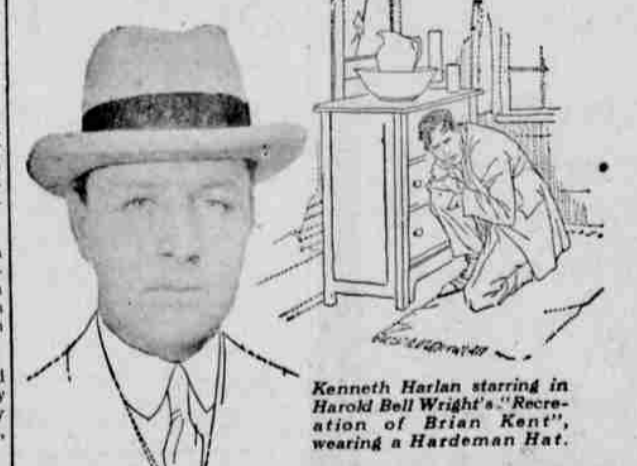 Kenneth Harlan starring in
Harold Bell Wright's "Recre-
ation of Brian Kent",
wearing a Hardeman Hat.